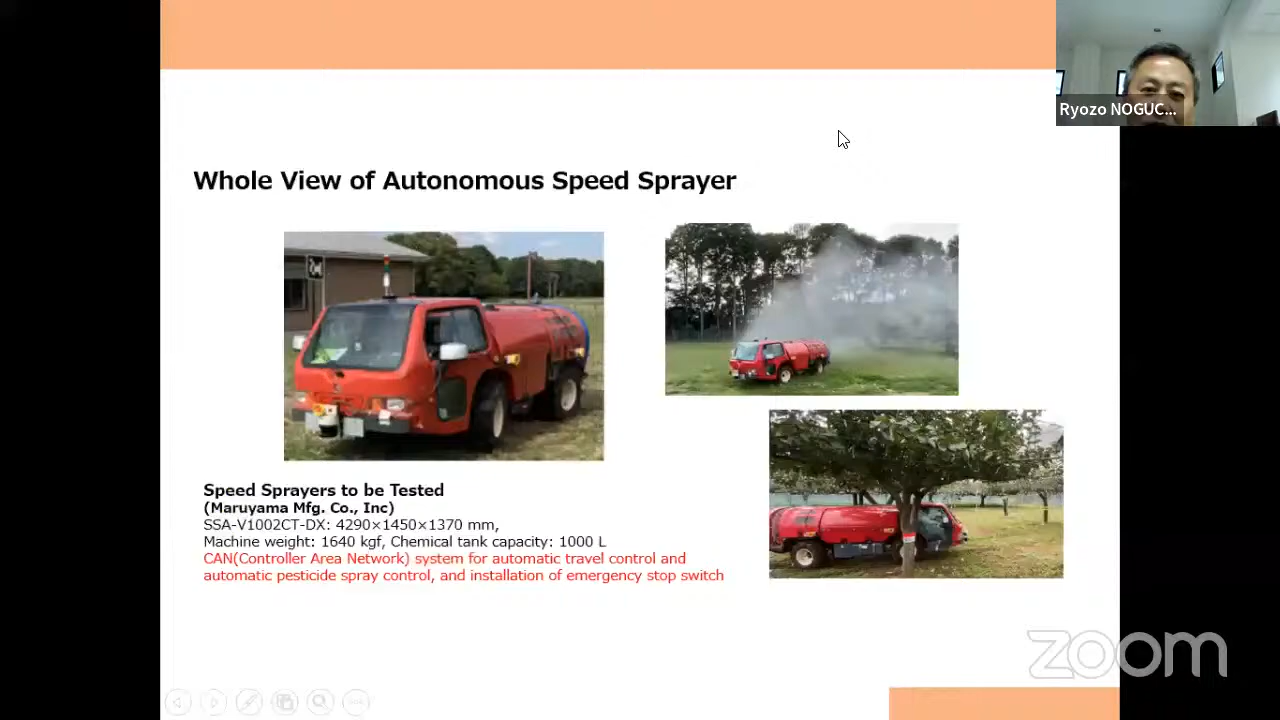 Ryozo NOGUC...
Whole View of Autonomous Speed Sprayer
Speed Sprayers to be Tested
(Maruyama Mfg. Co., Inc)
SSA-V1002CT-DX: 4290×1450×1370 mm,
Machine weight: 1640 kgf, Chemical tank capacity: 1000 L
CAN(Controller Area Network) system for automatic travel control and
automatic pesticide spray control, and installation of emergency stop switch
zoom